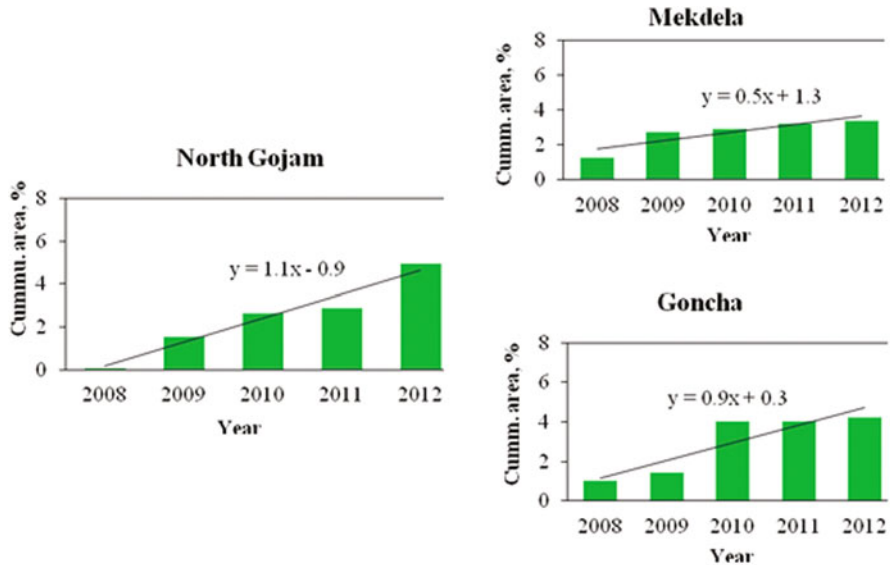 North Gojam
Cummu. area, %
8
6
4
2
0
y = 1.1x - 0.9
2008 2009 2010 2011 2012
Year
Mekdela
Cumm. area, %
8
6
4
2
0
y = 0.5x + 1.3
2008 2009 2010 2011 2012
Year
Goncha
Cumm. area, %
8
6
4
2
0
y = 0.9x + 0.3
2008 2009 2010 2011 2012
Year